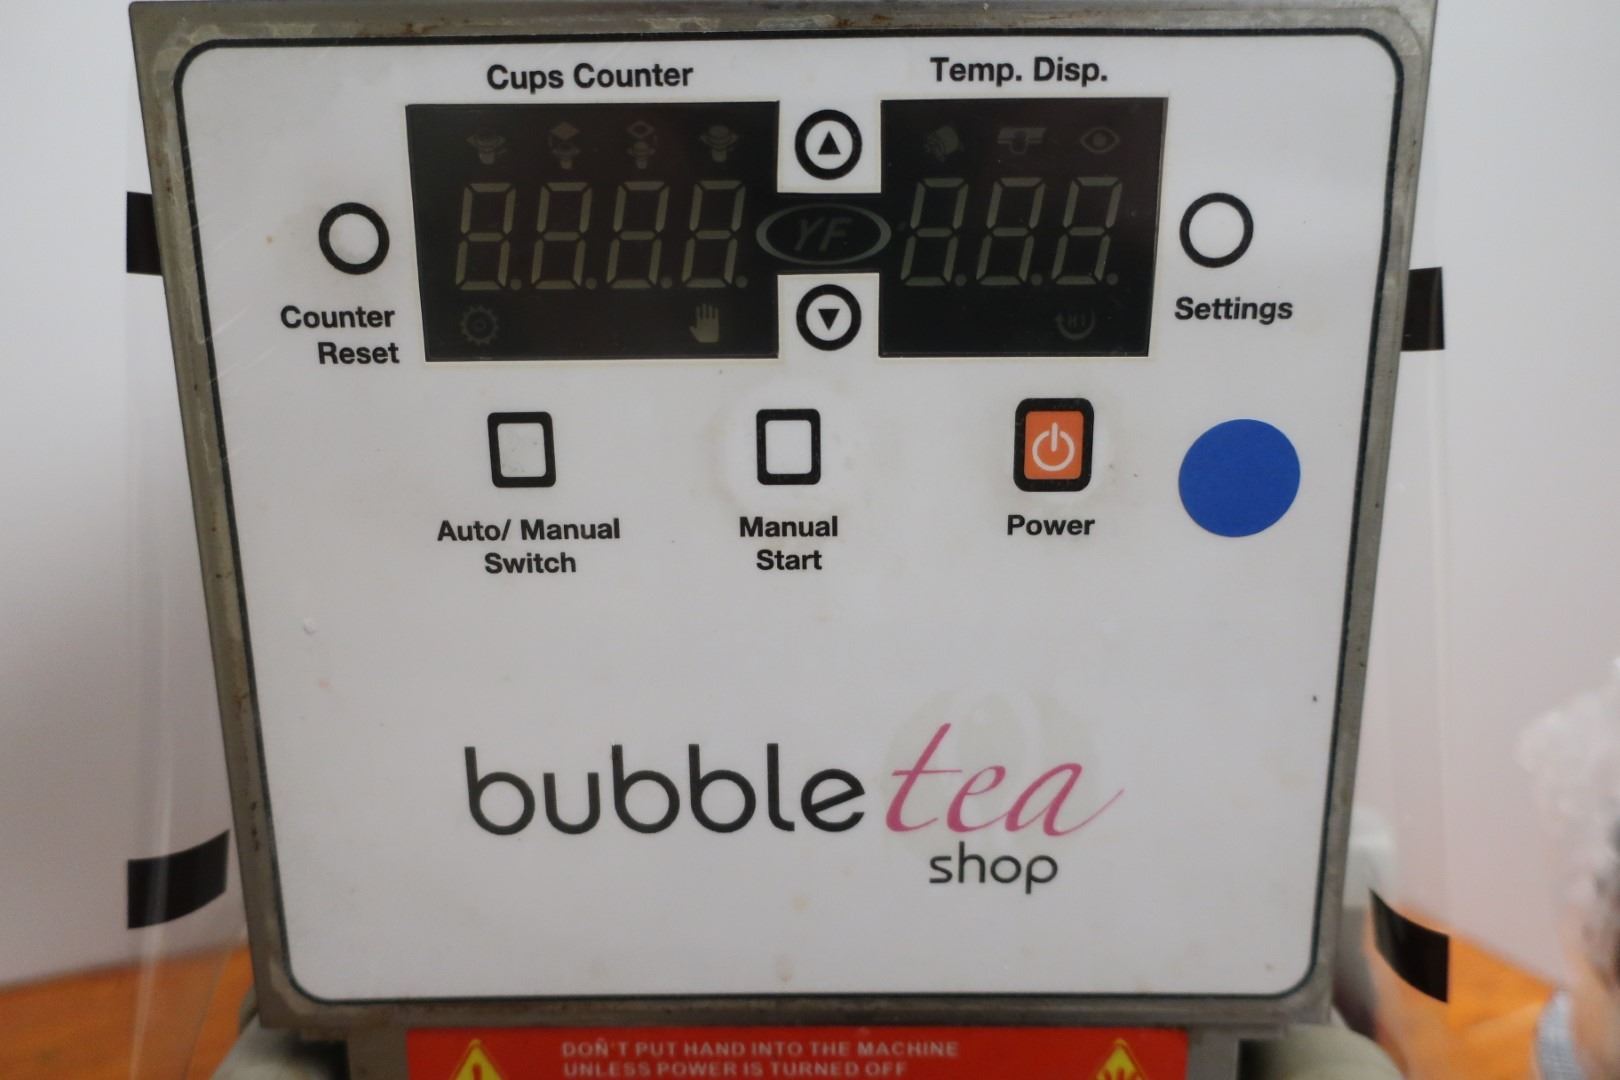 Cups Counter
Temp. Disp.
YF
Counter
Reset
Settings
Auto/ Manual
Switch
Manual
Start
Power
bubble tea
shop
DON'T PUT HAND INTO THE MACHINE
UNLESS POWER IS TURNED OFF